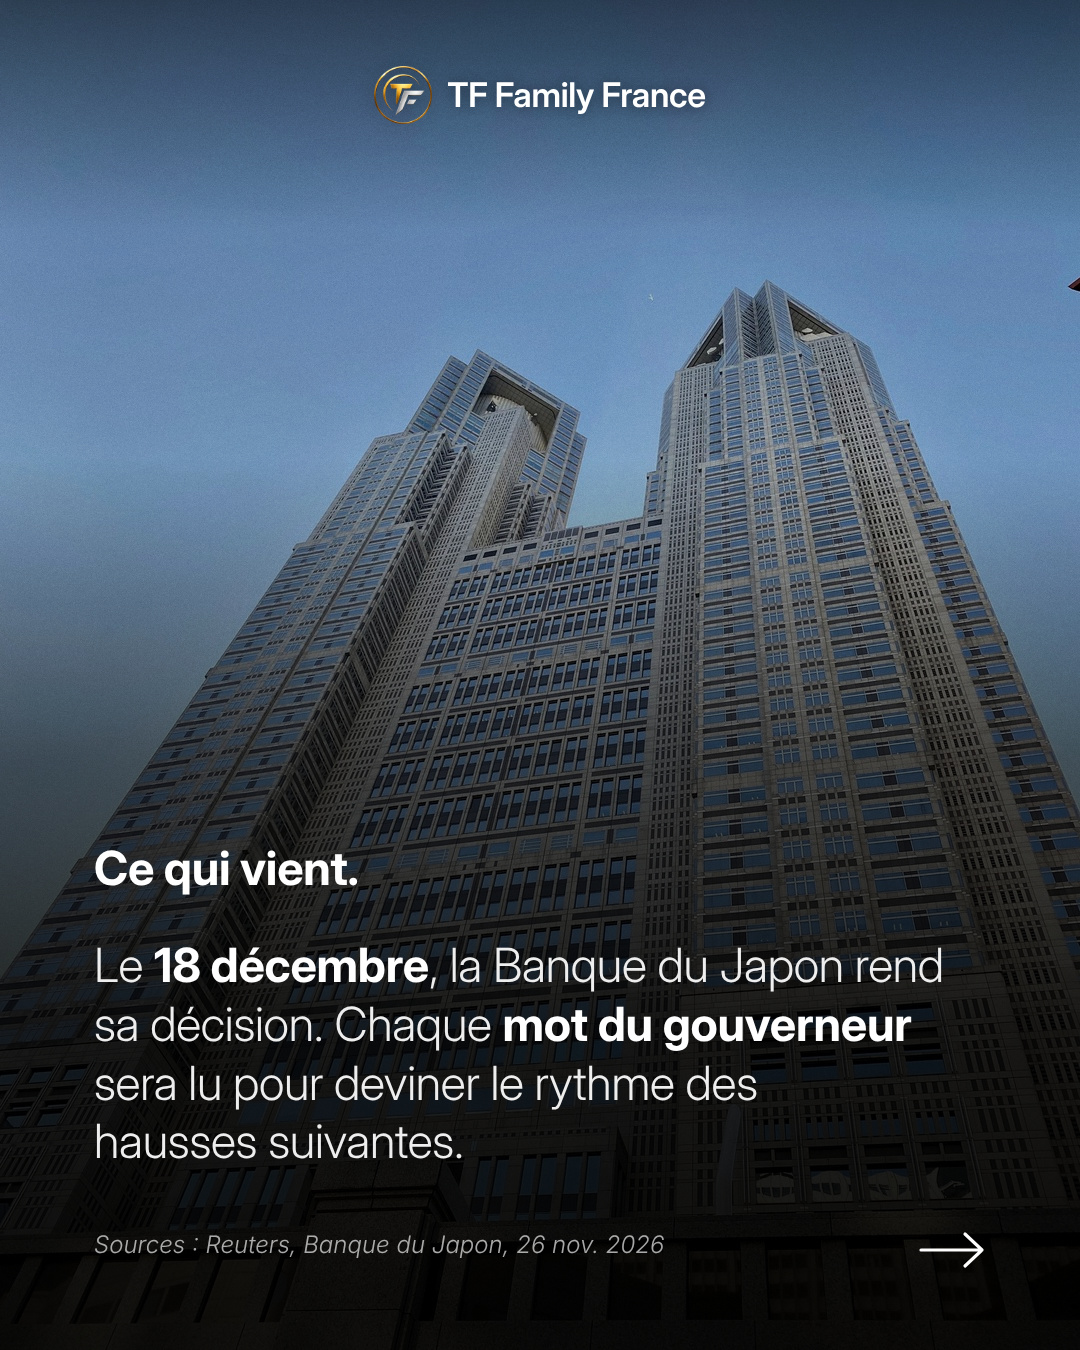 TF TF Family France
Ce qui vient.
Le 18 décembre, la Banque du Japon rend
sa décision. Chaque mot du gouverneur
sera lu pour deviner le rythme des
hausses suivantes.
Sources : Reuters, Banque du Japon, 26 nov. 2026